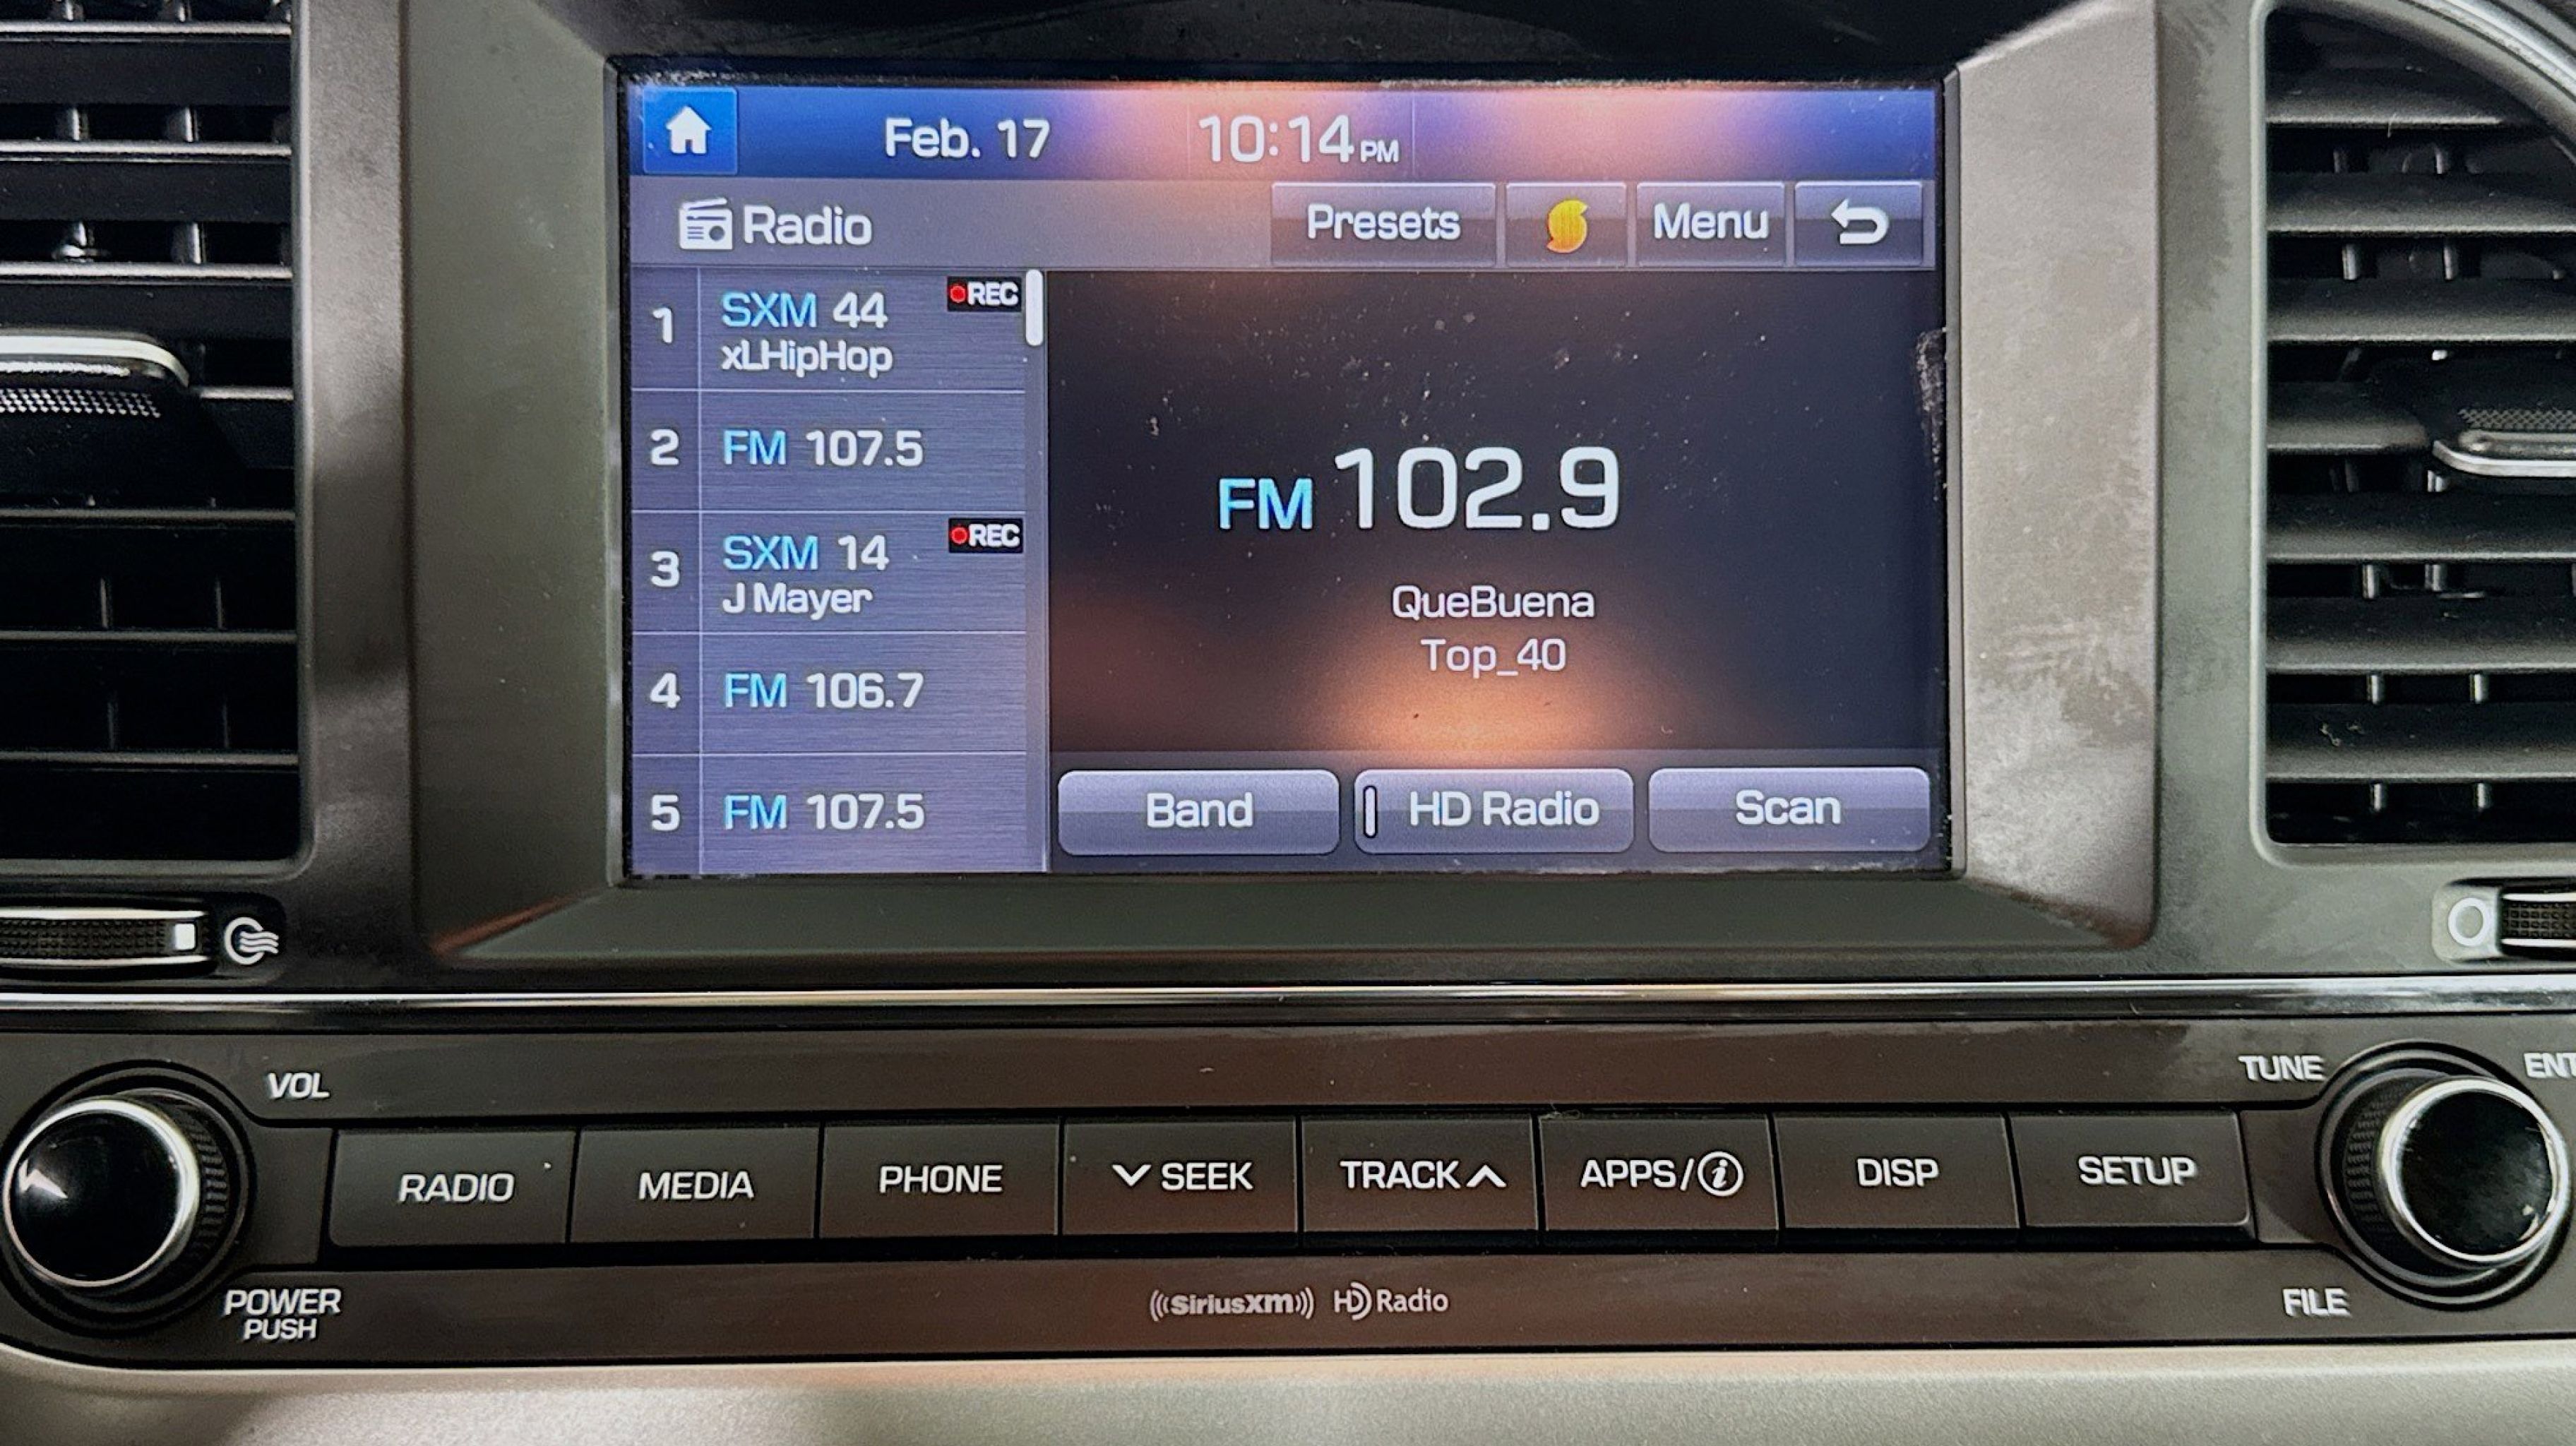 Feb. 17 10:14 PM
Radio Presets Menu
1 SXM 44 REC
xLHipHop
2 FM 107.5
3 SXM 14 REC
J Mayer
4 FM 106.7
5 FM 107.5
FM 102.9
QueBuena
Top_40
Band HD Radio Scan
VOL
TUNE
ENT
RADIO MEDIA PHONE SEEK TRACK APPS/i DISP SETUP
POWER
PUSH
FILE
((SiriusXM)) HD Radio